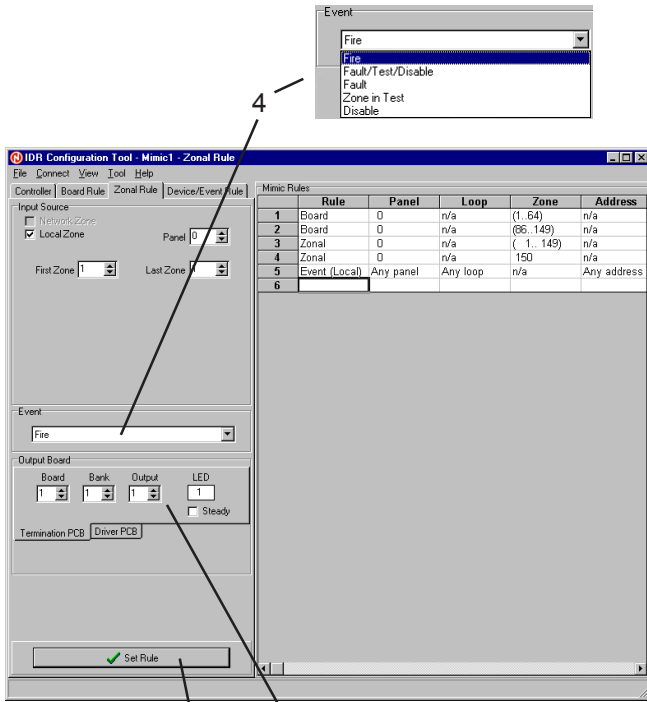 Event
Fire
Fire
Fault/Test/Disable
Fault
Zone in Test
Disable
4
IDR Configuration Tool - Mimic1 - Zonal Rule
File Connect View Tool Help
Controller Board Rule Zonal Rule Device/Event Rule
Input Source
Network Zone
Local Zone Panel 0
First Zone 1 Last Zone
Event
Fire
Output Board
Board Bank Output LED
1 1 1 1
Steady
Termination PCB Driver PCB
Set Rule
Mimic Rules
Rule Panel Loop Zone Address
1 Board 0 n/a (1..64) n/a
2 Board 0 n/a (86..149) n/a
3 Zonal 0 n/a ( 1.. 149) n/a
4 Zonal 0 n/a 150 n/a
5 Event (Local) Any panel Any loop n/a Any address
6